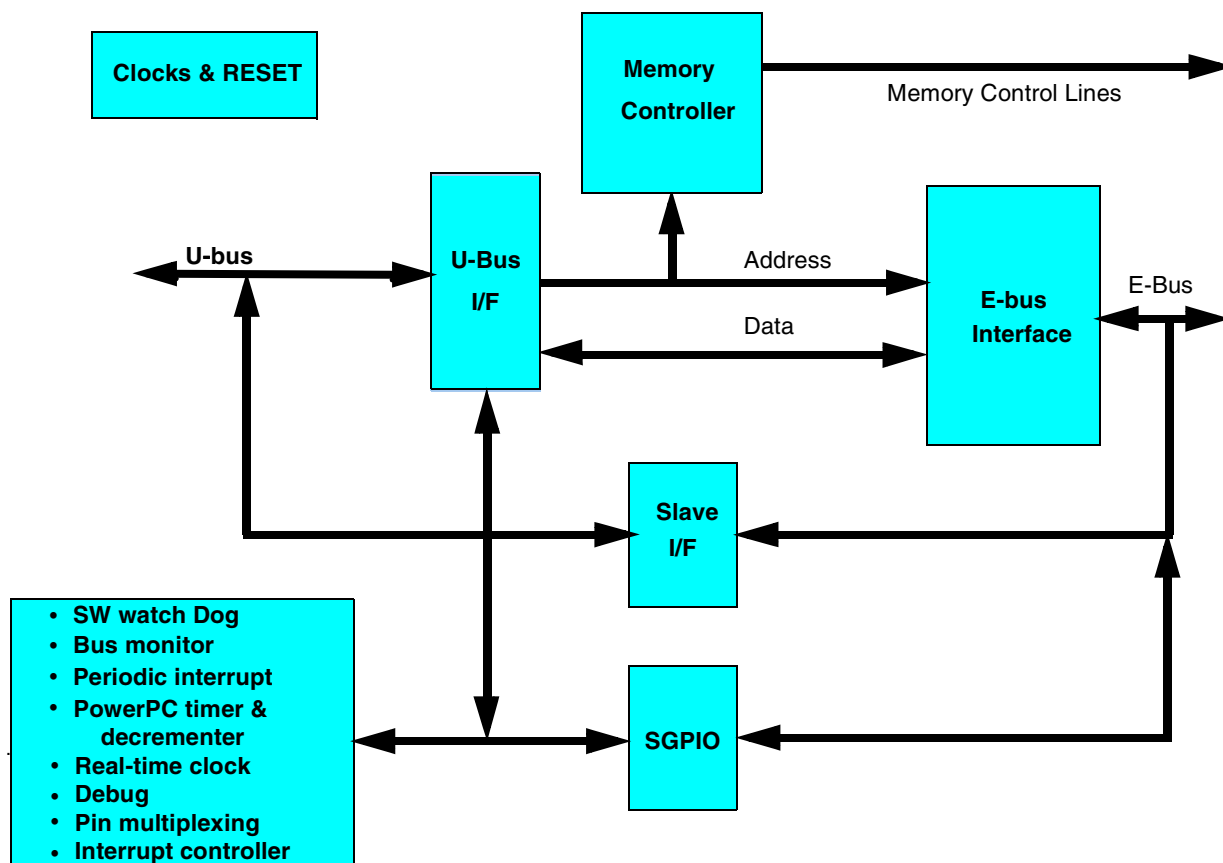 Clocks & RESET
Memory
Controller
Memory Control Lines
U-bus
U-Bus
I/F
Address
Data
E-bus
Interface
E-Bus
Slave
I/F
• SW watch Dog
• Bus monitor
• Periodic interrupt
• PowerPC timer &
decrementer
• Real-time clock
• Debug
• Pin multiplexing
• Interrupt controller
SGPIO